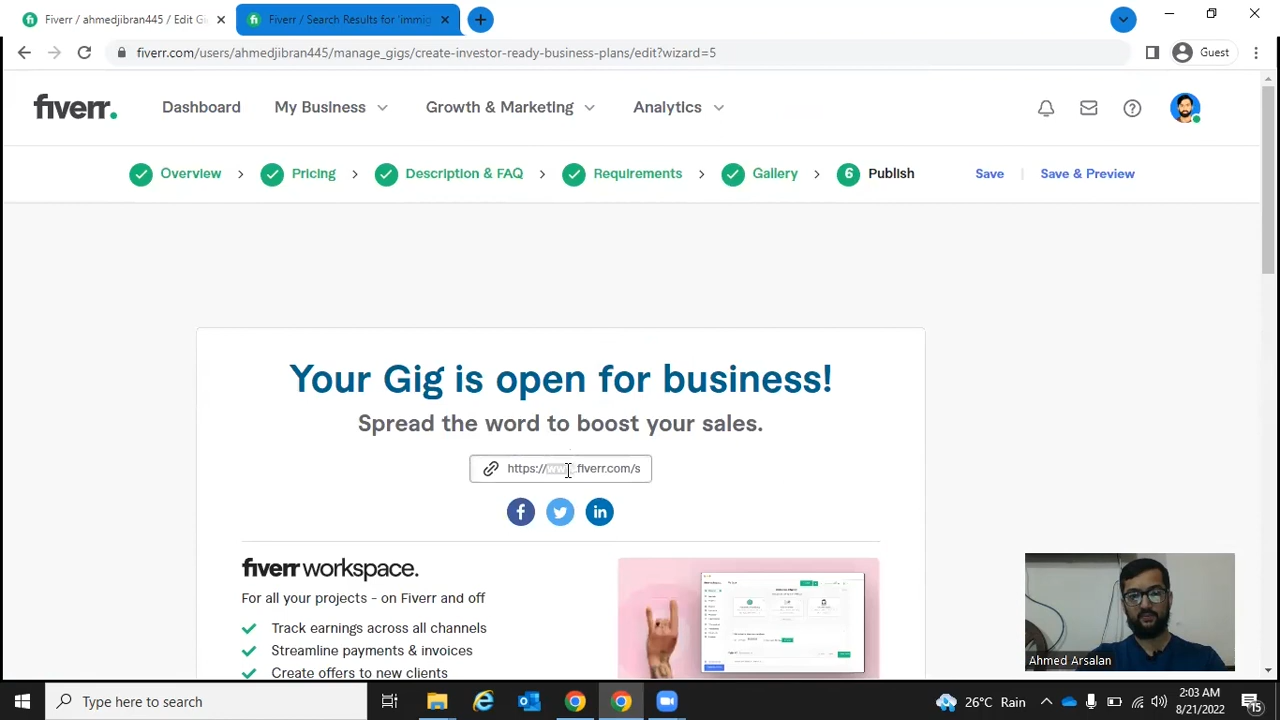 Fiverr / ahmedjibran445 / Edit Gi
Fiverr / Search Results for 'immig
fiverr.com/users/ahmedjibran445/manage_gigs/create-investor-ready-business-plans/edit?wizard=5
Guest
fiverr. Dashboard My Business Growth & Marketing Analytics
Overview Pricing Description & FAQ Requirements Gallery 6 Publish Save Save & Preview
Your Gig is open for business!
Spread the word to boost your sales.
https://www.fiverr.com/s
fiverr workspace.
For all your projects - on Fiverr and off
Track earnings across all channels
Streamline payments & invoices
Create offers to new clients
Ahmed Arsalan
Type here to search
26°C Rain
2:03 AM
8/21/2022
15